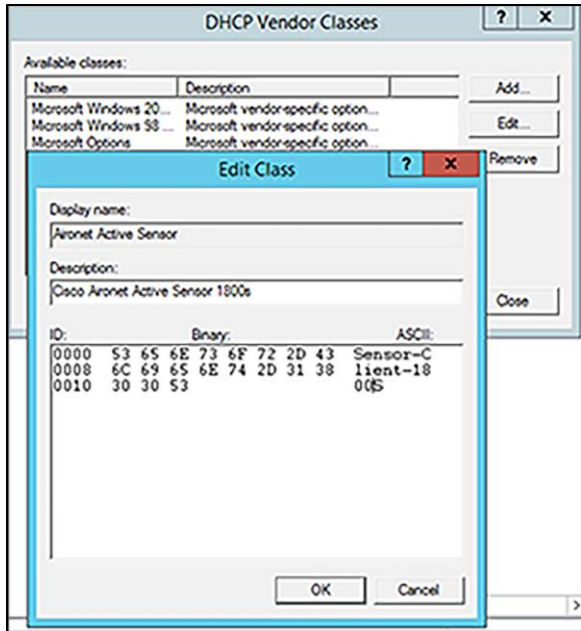 DHCP Vendor Classes
? x
Available classes:
Name Description
Add...
Microsoft Windows 20... Microsoft vendor-specific option...
Microsoft Windows 98 ... Microsoft vendor-specific option...
Edit...
Microsoft Options Microsoft vendor-specific option...
Remove
Edit Class
? x
Display name:
Aironet Active Sensor
Description:
Cisco Aironet Active Sensor 1800s
Close
ID: Binary: ASCII:
0000 53 65 6E 73 6F 72 2D 43 Sensor-C
0008 6C 69 65 6E 74 2D 31 38 lient-18
0010 30 30 53 00S
OK Cancel